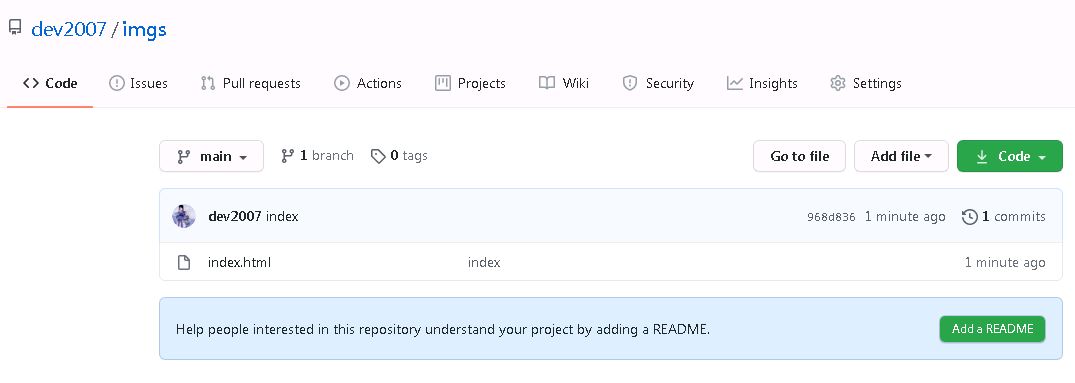 dev2007 / imgs
Code Issues Pull requests Actions Projects Wiki Security Insights Settings
main 1 branch 0 tags Go to file Add file Code
dev2007 index 968d836 1 minute ago 1 commits
index.html index 1 minute ago
Help people interested in this repository understand your project by adding a README. Add a README